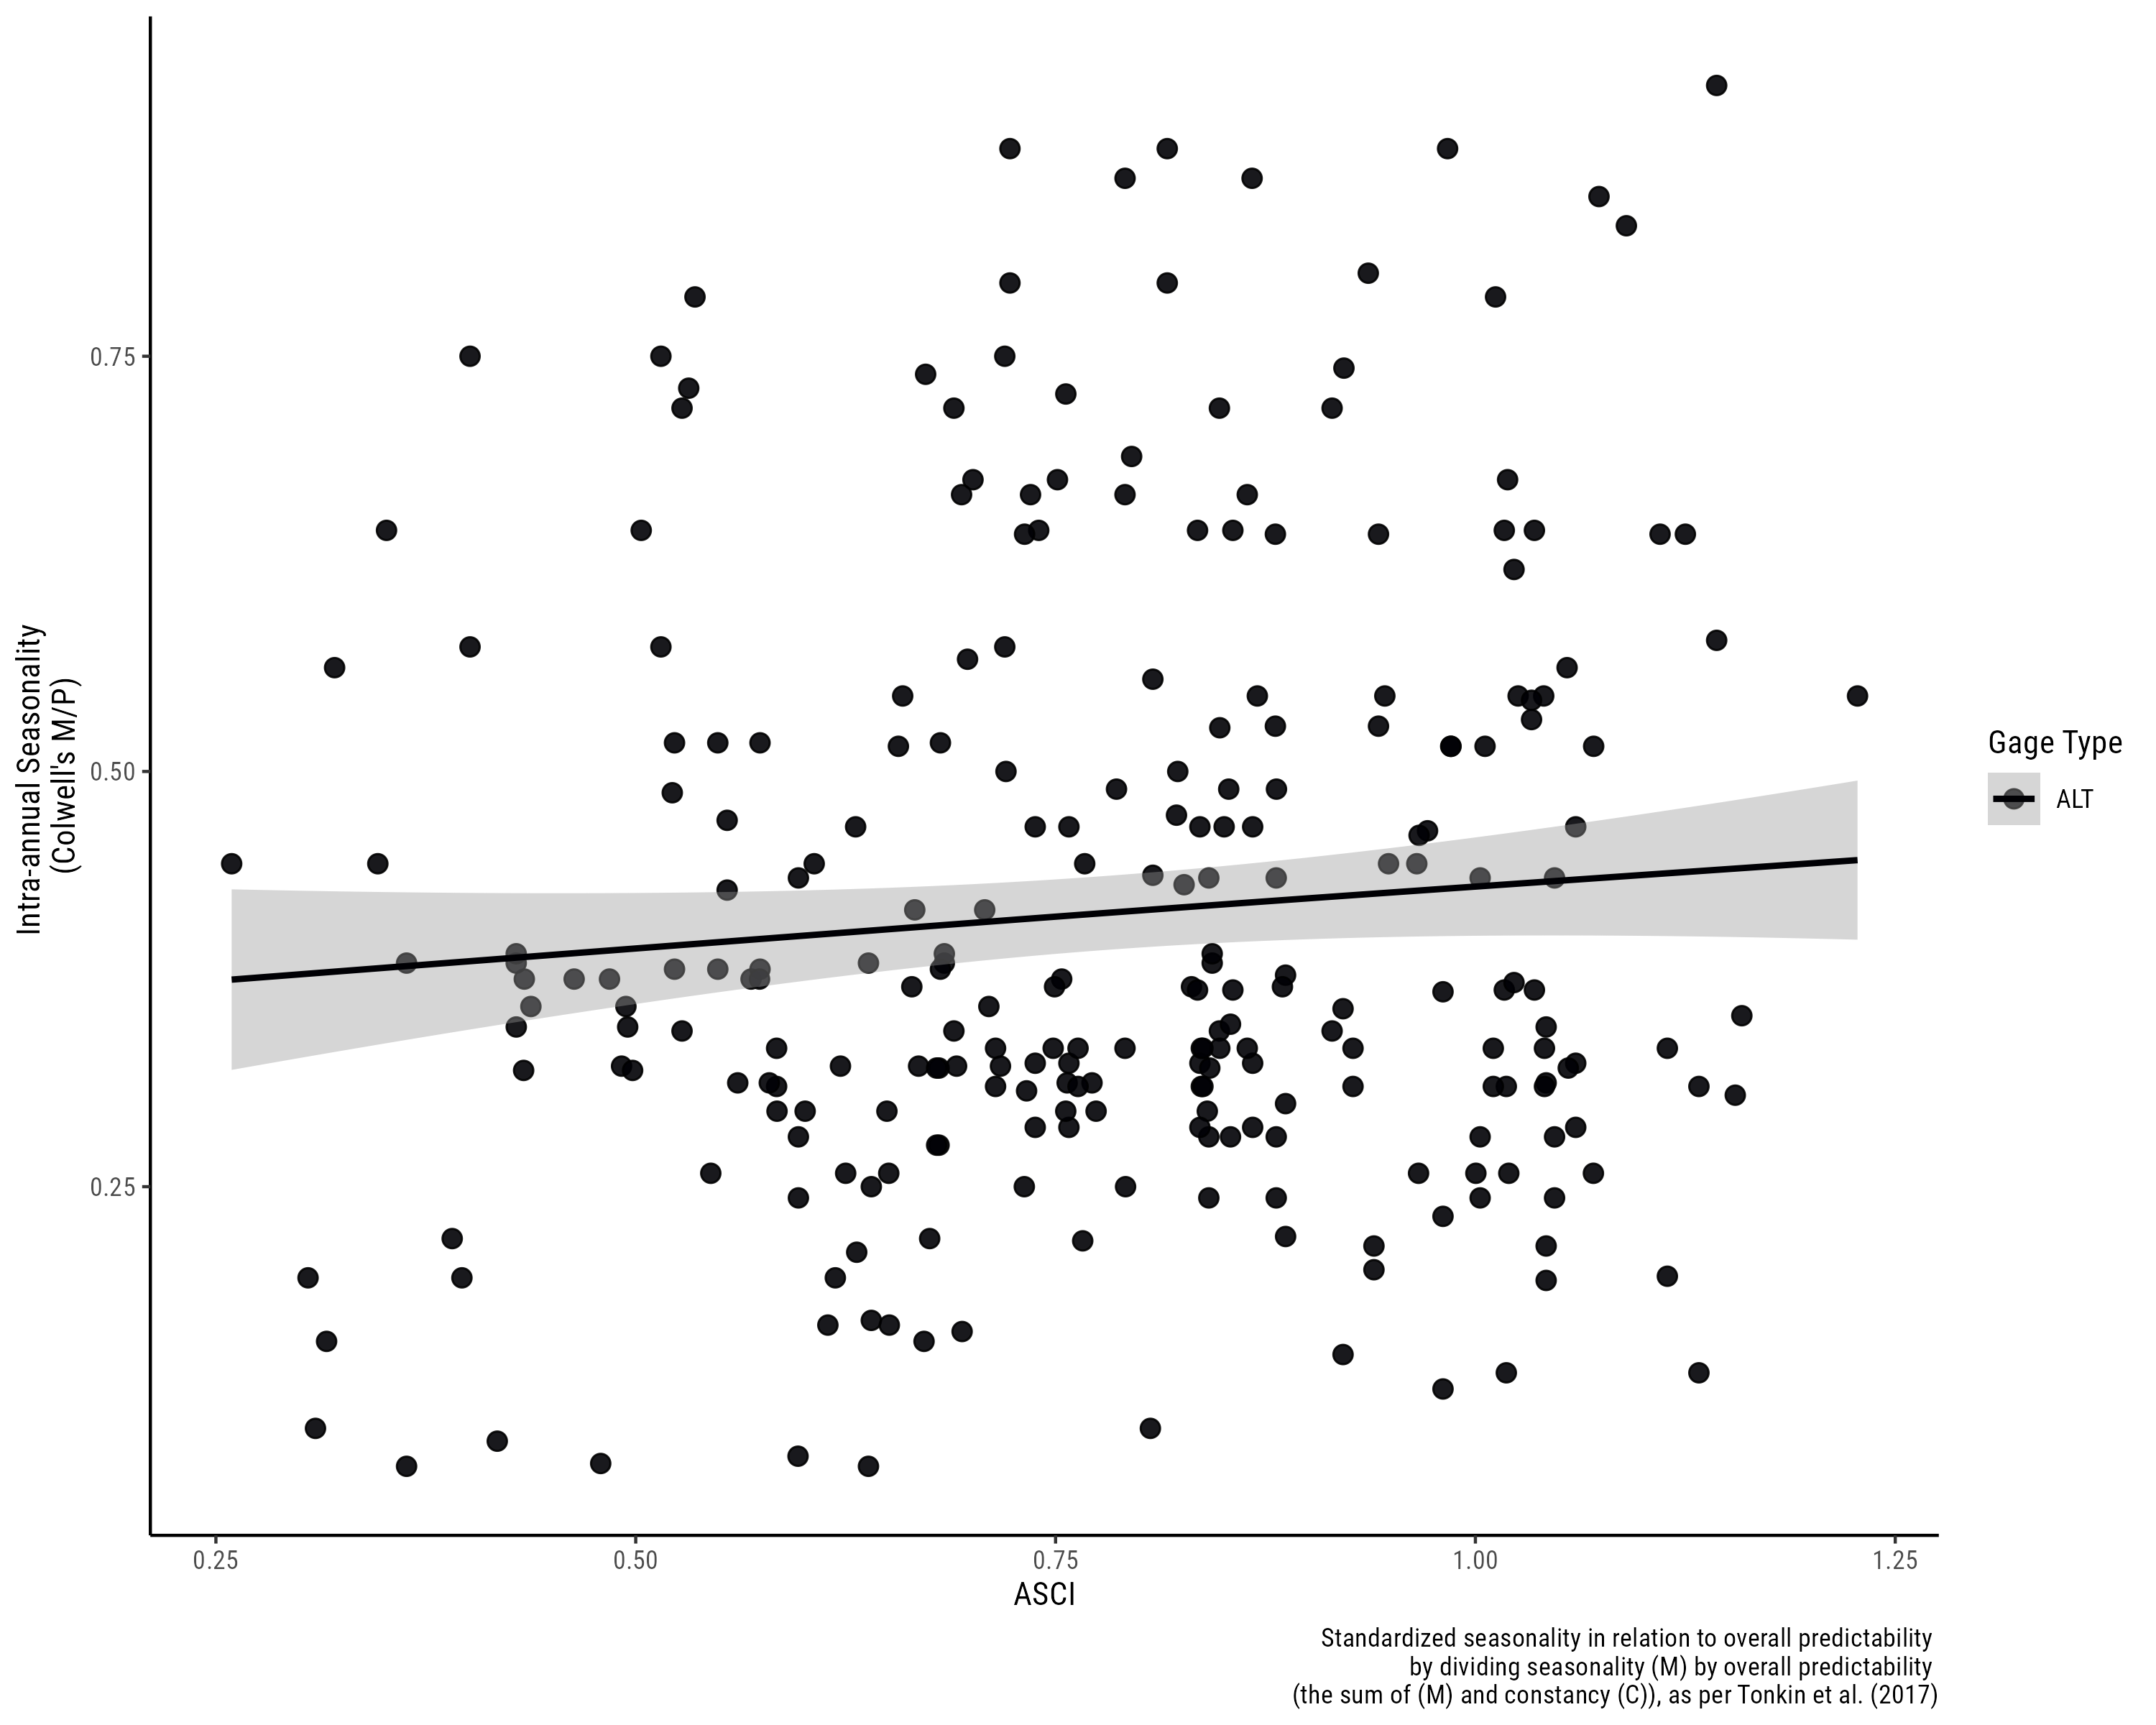 Intra-annual Seasonality
(Colwell's M/P)
0.75
0.50
0.25
0.25
0.50
0.75
1.00
1.25
ASCI
Gage Type
ALT
Standardized seasonality in relation to overall predictability
by dividing seasonality (M) by overall predictability
(the sum of (M) and constancy (C)), as per Tonkin et al. (2017)